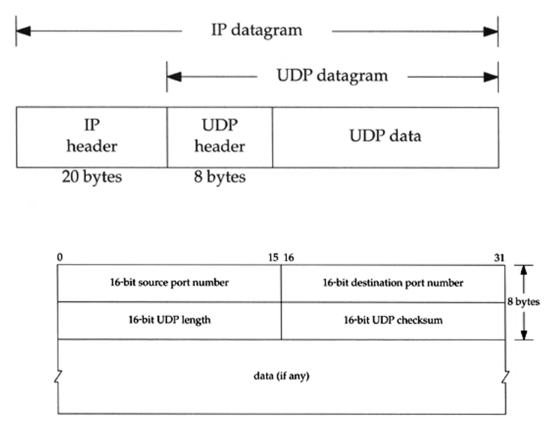 IP datagram
UDP datagram
IP
header
UDP
header
UDP data
20 bytes
8 bytes
0
15 16
31
16-bit source port number
16-bit destination port number
8 bytes
16-bit UDP length
16-bit UDP checksum
data (if any)